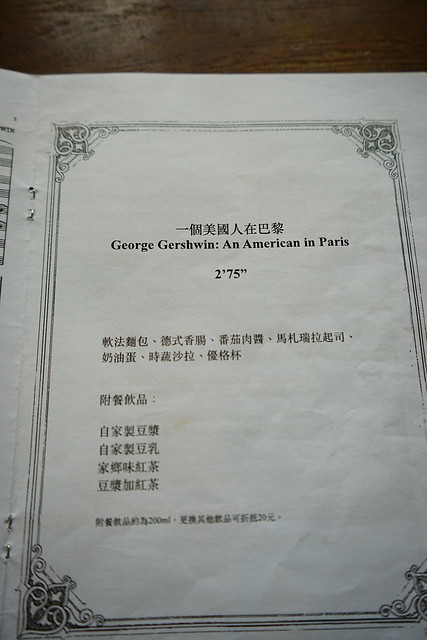 WIN
一個美國人在巴黎
George Gershwin: An American in Paris
2’75”
軟法麵包、德式香腸、番茄肉醬、馬札瑞拉起司、
奶油蛋、時蔬沙拉、優格杯
附餐飲品：
自家製豆漿
自家製豆乳
家鄉味紅茶
豆漿加紅茶
附餐飲品約為200ml，更換其他飲品可折抵20元。